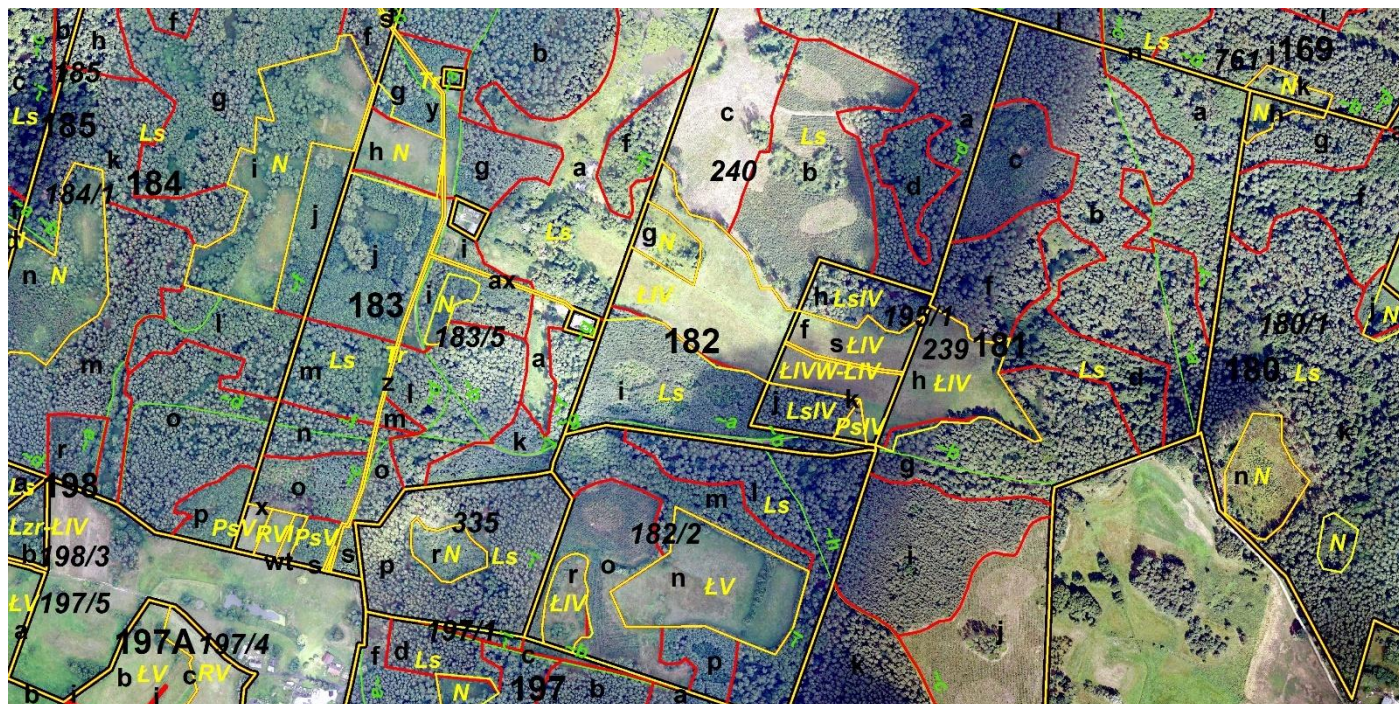 b h f s f b c i n Ls 169
c 185 g Ls g Tr y 761 N k
Ls 185 Ls a N h
k 184 i N h N g f c Ls a c g
184/1 240 b d b f
j a
n N j i Ls g N
183 i N ax ŁIV h LsIV 195/1 f 180/1 N
l 183/5 182 f s ŁIV 239 181
m m Ls Tr a ŁIVW-ŁIV h ŁIV Ls d 180 Ls
o z l i Ls j LsIV k PsIV
r n m k k
198 o o g n N
a p x 335 m l Ls
Ls PsV RVI PsV r N Ls 182/2 N
Łzr-ŁIV s
b 198/3 wt s p r o n ŁV i
ŁV 197/5 ŁIV
a 197A 197/4 f d 197/1 j
b ŁV c RV Ls c p k
b i i N 197 b a